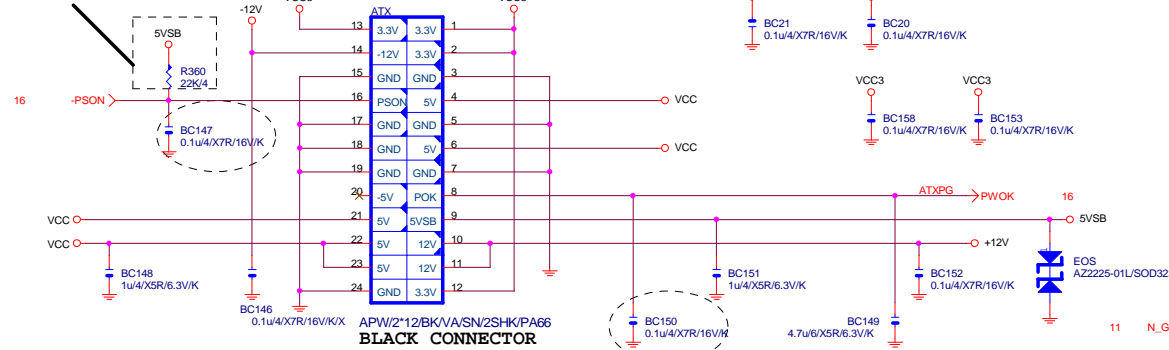 -12V
ATX
BC21
0.1u/4/X7R/16V/K
BC20
0.1u/4/X7R/16V/K
5VSB
R360
22K/4
16
-PSON
BC147
0.1u/4/X7R/16V/K
13 3.3V 3.3V 1
14 -12V 3.3V 2
15 GND GND 3
16 PSON 5V 4
17 GND GND 5
18 GND 5V 6
19 GND GND 7
20 -5V POK 8
21 5V 5VSB 9
22 5V 12V 10
23 5V 12V 11
24 GND 3.3V 12
VCC
VCC
VCC3
VCC3
BC158
0.1u/4/X7R/16V/K
BC153
0.1u/4/X7R/16V/K
ATXPG
PWOK
16
5VSB
+12V
VCC
VCC
BC148
1u/4/X5R/6.3V/K
BC146
0.1u/4/X7R/16V/K/X
BC151
1u/4/X5R/6.3V/K
BC152
0.1u/4/X7R/16V/K
EOS
AZ2225-01L/SOD32
BC150
0.1u/4/X7R/16V/K
BC149
4.7u/6/X5R/6.3V/K
APW/2*12/BK/VA/SN/2SHK/PA66
BLACK CONNECTOR
11 N_G